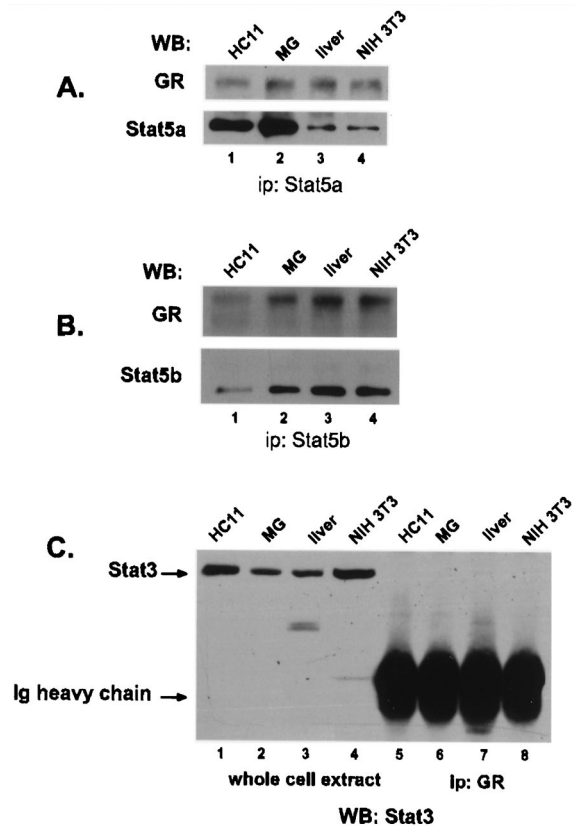 A.
WB:
HC11 MG liver NIH 3T3
GR
Stat5a
1 2 3 4
ip: Stat5a
B.
WB:
HC11 MG liver NIH 3T3
GR
Stat5b
1 2 3 4
ip: Stat5b
C.
HC11 MG liver NIH 3T3 HC11 MG liver NIH 3T3
Stat3
Ig heavy chain
1 2 3 4 5 6 7 8
whole cell extract Ip: GR
WB: Stat3